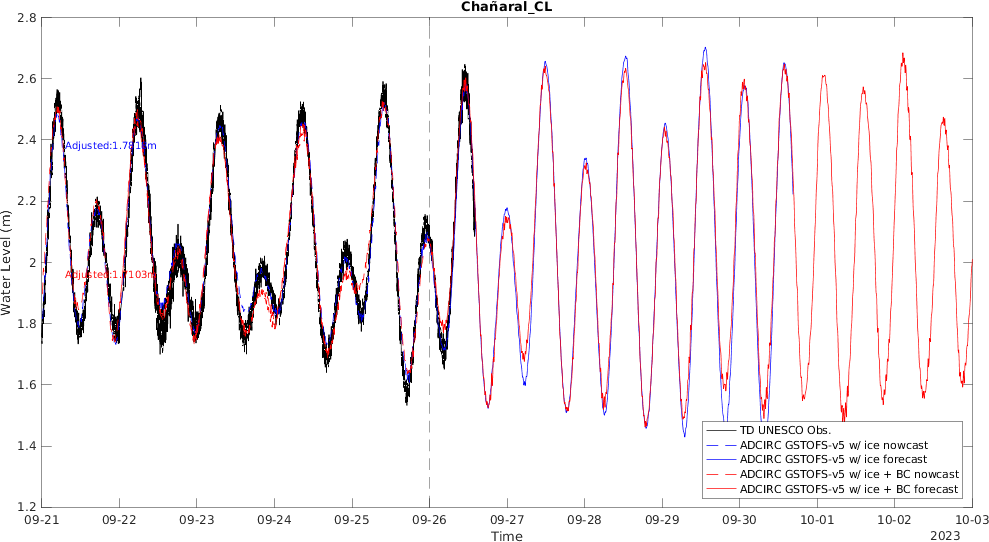 Chañaral_CL
Water Level (m)
2.8
2.6
2.4
2.2
2
1.8
1.6
1.4
1.2
TD UNESCO Obs.
ADCIRC GSTOFS-v5 w/ ice nowcast
ADCIRC GSTOFS-v5 w/ ice forecast
ADCIRC GSTOFS-v5 w/ ice + BC nowcast
ADCIRC GSTOFS-v5 w/ ice + BC forecast
09-21 09-22 09-23 09-24 09-25 09-26 09-27 09-28 09-29 09-30 10-01 10-02 10-03
Time
2023